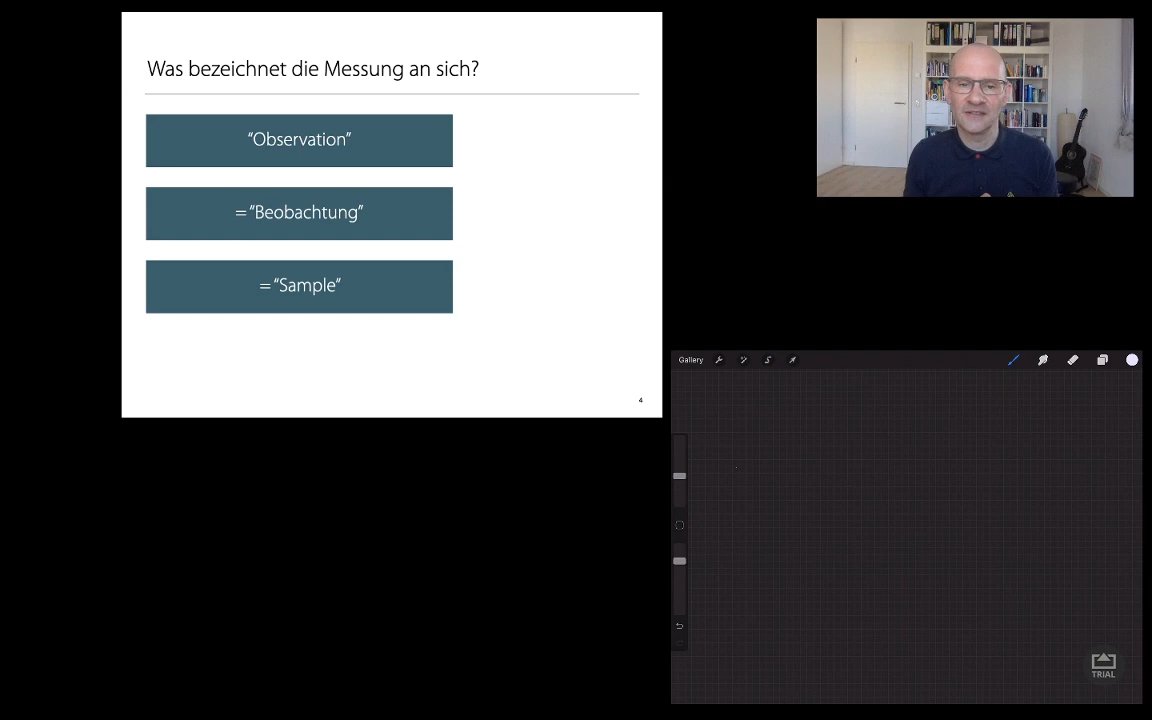 Was bezeichnet die Messung an sich?
“Observation”
=“Beobachtung”
=“Sample”
4
Gallery
TRIAL